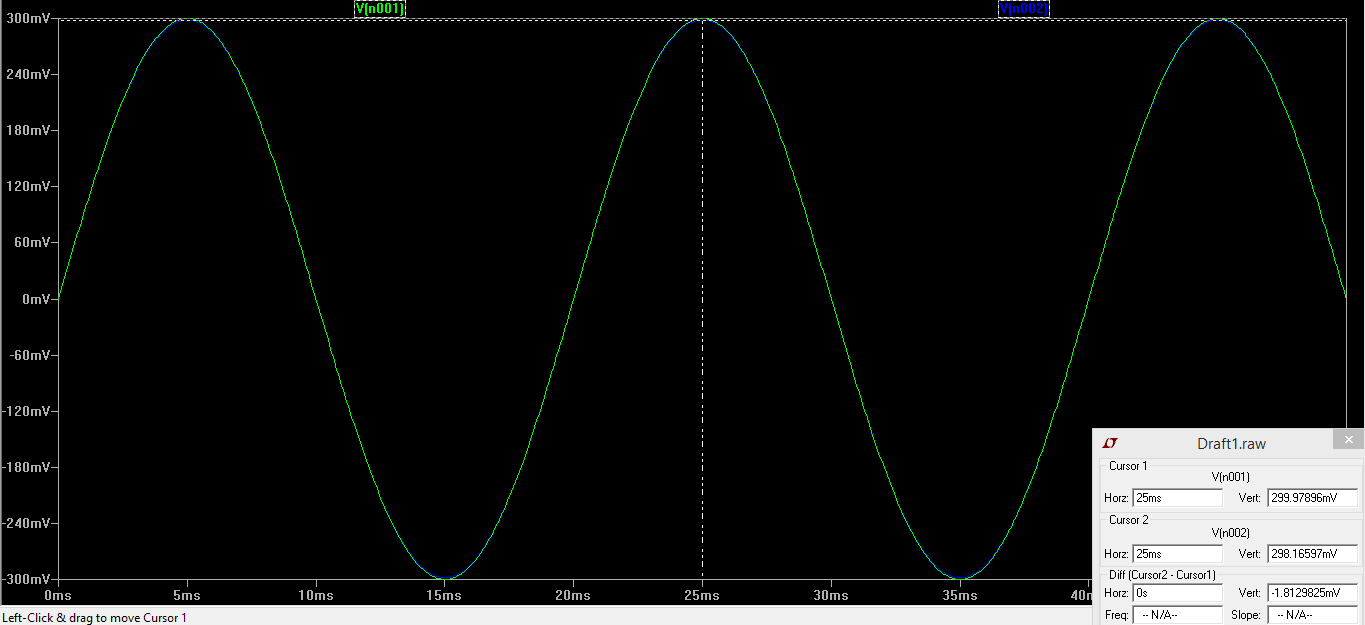 V(n001) V(n002)
300mV
240mV
180mV
120mV
60mV
0mV
-60mV
-120mV
-180mV
-240mV
-300mV
0ms 5ms 10ms 15ms 20ms 25ms 30ms 35ms 40m
Draft1.raw
Cursor 1
V(n001)
Horz: 25ms Vert: 299.97896mV
Cursor 2
V(n002)
Horz: 25ms Vert: 298.16597mV
Diff (Cursor2 - Cursor1)
Horz: 0s Vert: -1.8129825mV
Freq: -- N/A-- Slope: -- N/A--
Left-Click & drag to move Cursor 1